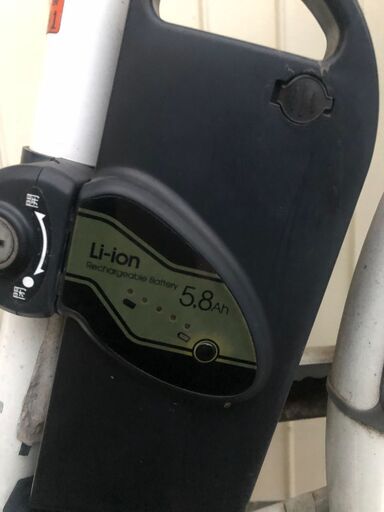 Li-ion
Rechargeable Battery
5.8Ah